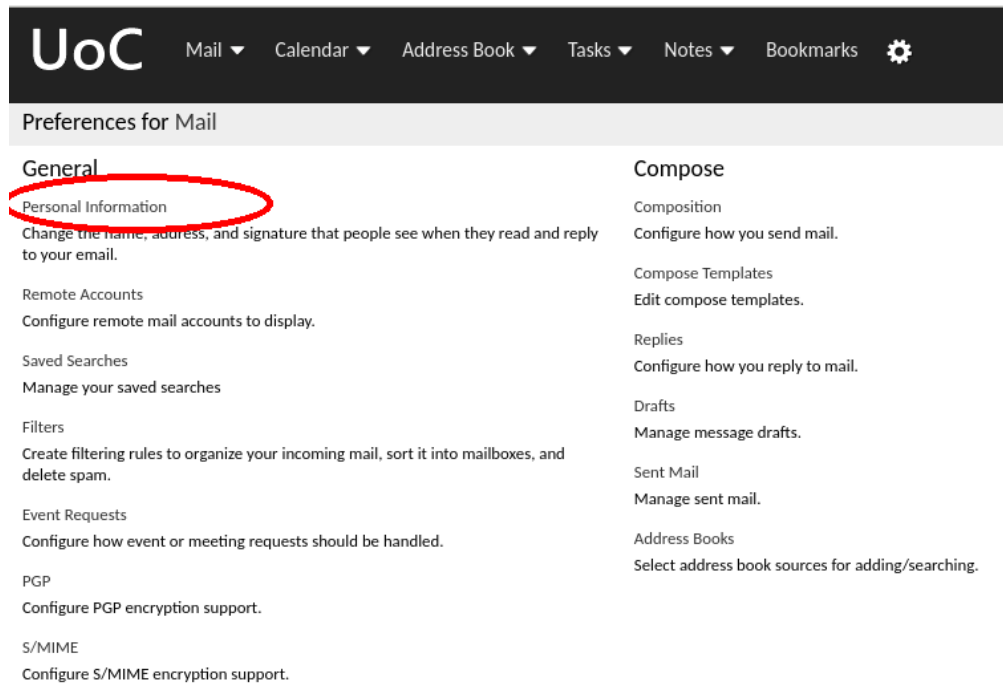 UoC Mail Calendar Address Book Tasks Notes Bookmarks
Preferences for Mail
General
Personal Information
Change the name, address, and signature that people see when they read and reply
to your email.
Remote Accounts
Configure remote mail accounts to display.
Saved Searches
Manage your saved searches
Filters
Create filtering rules to organize your incoming mail, sort it into mailboxes, and
delete spam.
Event Requests
Configure how event or meeting requests should be handled.
PGP
Configure PGP encryption support.
S/MIME
Configure S/MIME encryption support.
Compose
Composition
Configure how you send mail.
Compose Templates
Edit compose templates.
Replies
Configure how you reply to mail.
Drafts
Manage message drafts.
Sent Mail
Manage sent mail.
Address Books
Select address book sources for adding/searching.